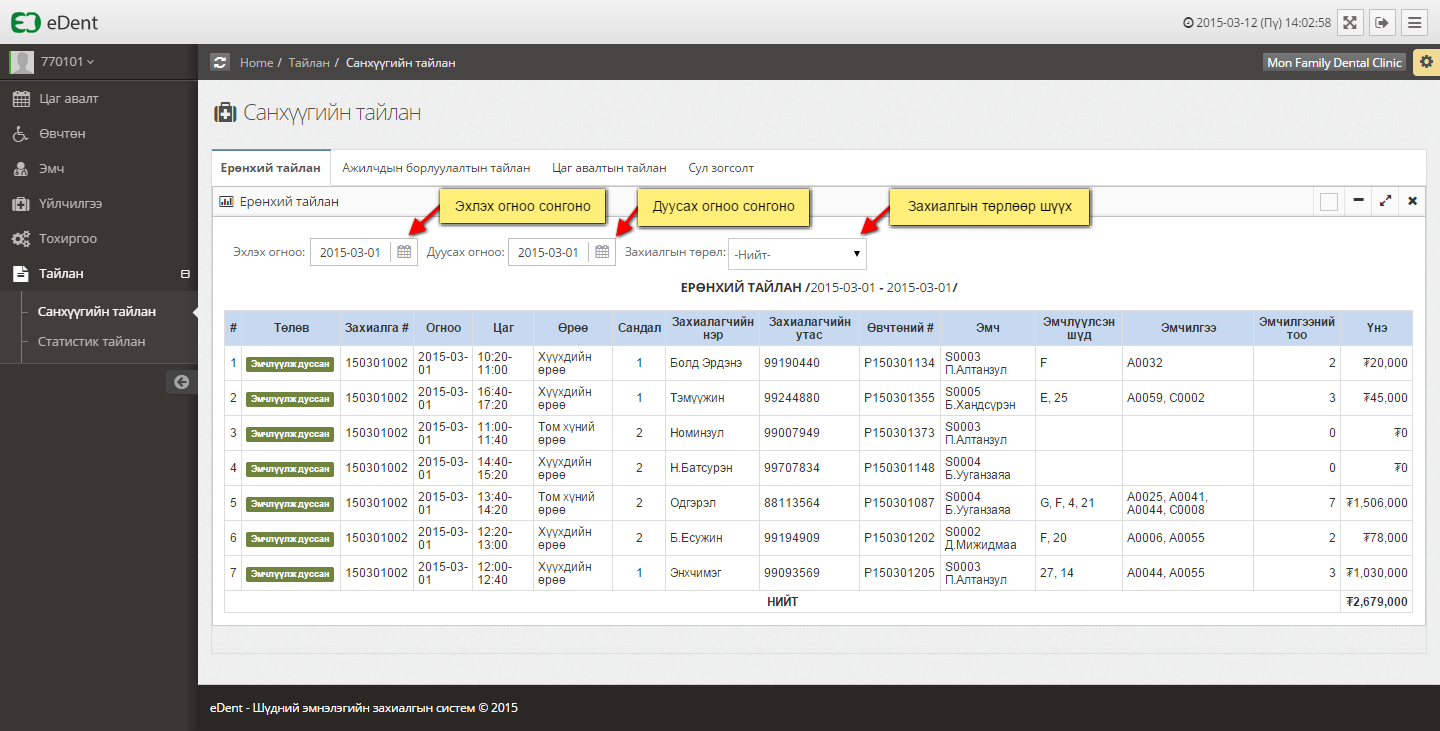 eDent
2015-03-12 (Пү) 14:02:58
770101
Home / Тайлан / Санхүүгийн тайлан
Mon Family Dental Clinic
Цаг авалт
Өвчтөн
Эмч
Үйлчилгээ
Тохиргоо
Тайлан
Санхүүгийн тайлан
Статистик тайлан
Санхүүгийн тайлан
Ерөнхий тайлан Ажилчдын борлуулалтын тайлан Цаг авалтын тайлан Сул зогсолт
Ерөнхий тайлан
Эхлэх огноо сонгоно
Дуусах огноо сонгоно
Захиалгын төрлөөр шүүх
Эхлэх огноо: 2015-03-01 Дуусах огноо: 2015-03-01 Захиалгын төрөл: -Нийт-
ЕРӨНХИЙ ТАЙЛАН /2015-03-01 - 2015-03-01/
# Төлөв Захиалга # Огноо Цаг Өрөө Сандал Захиалагчийн нэр Захиалагчийн утас Өвчтөний # Эмч Эмчлүүлсэн шүд Эмчилгээ Эмчилгээний тоо Үнэ
1 Эмчлүүлж дуссан 150301002 2015-03-01 10:20-11:00 Хүүхдийн өрөө 1 Болд Эрдэнэ 99190440 P150301134 S0003 П.Алтанзул F A0032 2 ₮20,000
2 Эмчлүүлж дуссан 150301002 2015-03-01 16:40-17:20 Хүүхдийн өрөө 1 Тэмүүжин 99244880 P150301355 S0005 Б.Хандсүрэн E, 25 A0059, C0002 3 ₮45,000
3 Эмчлүүлж дуссан 150301002 2015-03-01 11:00-11:40 Том хүний өрөө 2 Номинзул 99007949 P150301373 S0003 П.Алтанзул 0 ₮0
4 Эмчлүүлж дуссан 150301002 2015-03-01 14:40-15:20 Хүүхдийн өрөө 2 Н.Батсүрэн 99707834 P150301148 S0004 Б.Ууганзаяа 0 ₮0
5 Эмчлүүлж дуссан 150301002 2015-03-01 13:40-14:20 Том хүний өрөө 2 Одгэрэл 88113564 P150301087 S0004 Б.Ууганзаяа G, F, 4, 21 A0025, A0041, A0044, C0008 7 ₮1,506,000
6 Эмчлүүлж дуссан 150301002 2015-03-01 12:20-13:00 Хүүхдийн өрөө 2 Б.Есүжин 99194909 P150301202 S0002 Д.Мижидмаа F, 20 A0006, A0055 2 ₮78,000
7 Эмчлүүлж дуссан 150301002 2015-03-01 12:00-12:40 Хүүхдийн өрөө 1 Энхчимэг 99093569 P150301205 S0003 П.Алтанзул 27, 14 A0044, A0055 3 ₮1,030,000
НИЙТ ₮2,679,000
eDent - Шүдний эмнэлэгийн захиалгын систем © 2015